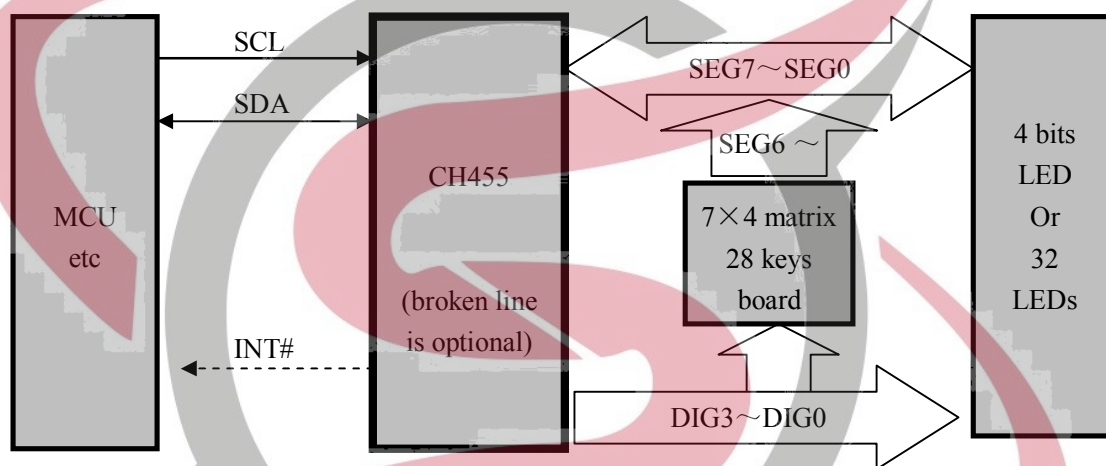 SCL
SDA
MCU
etc
INT#
CH455
(broken line
is optional)
SEG7～SEG0
SEG6 ～
7×4 matrix
28 keys
board
DIG3～DIG0
4 bits
LED
Or
32
LEDs